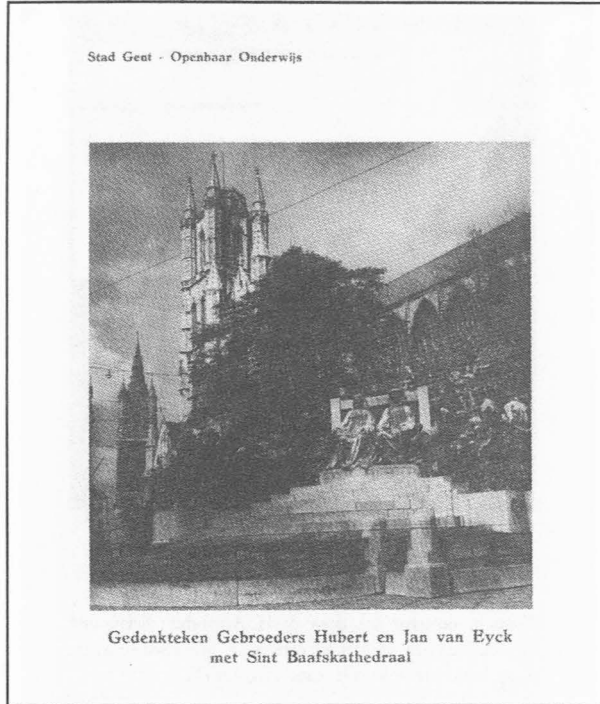 Stad Gent - Openbaar Onderwijs
Gedenkteken Gebroeders Hubert en Jan van Eyck
met Sint Baafskathedraal